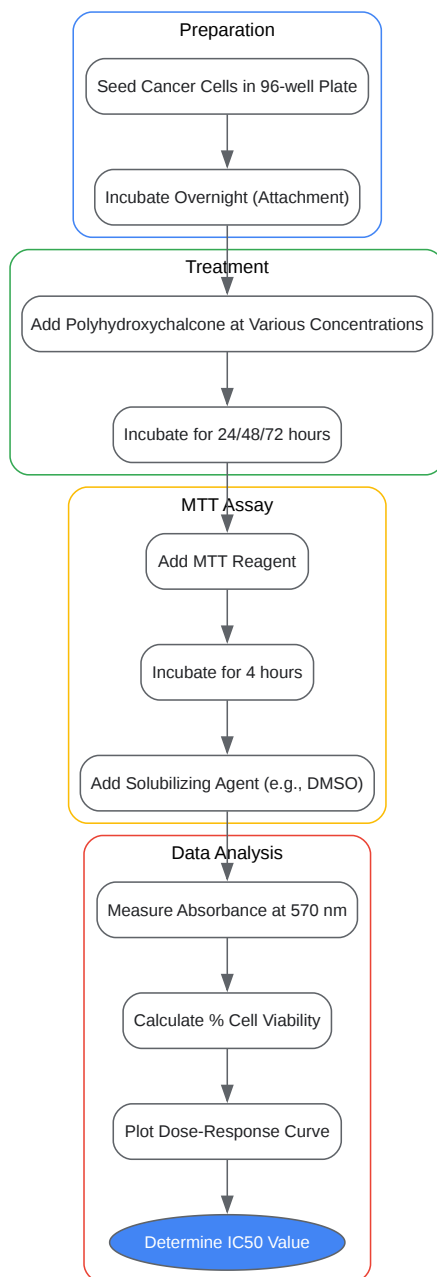 Preparation
Seed Cancer Cells in 96-well Plate
Incubate Overnight (Attachment)
Treatment
Add Polyhydroxychalcone at Various Concentrations
Incubate for 24/48/72 hours
MTT Assay
Add MTT Reagent
Incubate for 4 hours
Add Solubilizing Agent (e.g., DMSO)
Data Analysis
Measure Absorbance at 570 nm
Calculate % Cell Viability
Plot Dose-Response Curve
Determine IC50 Value